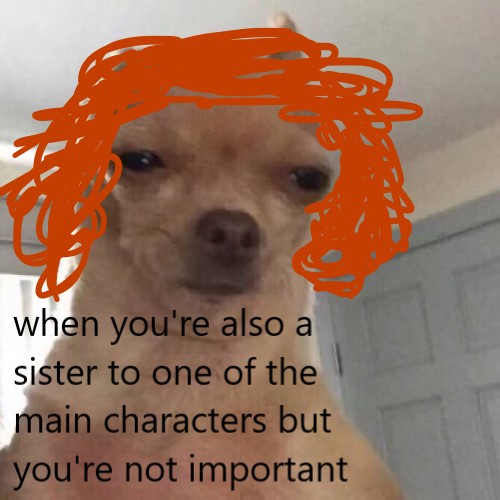 when you're also a
sister to one of the
main characters but
you're not important